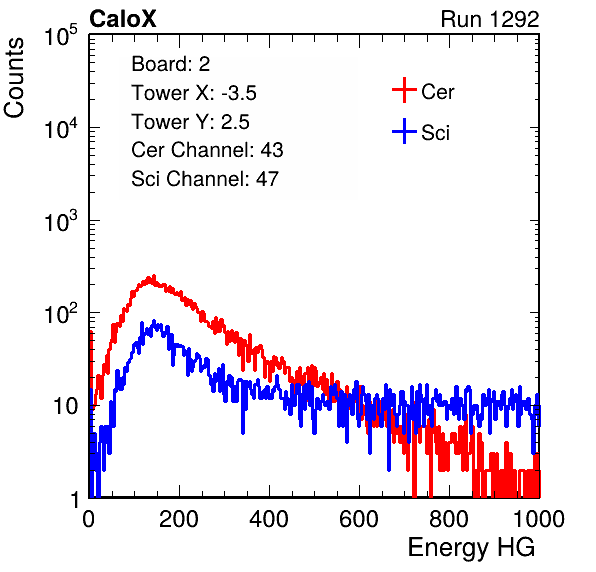 CaloX Run 1292
Counts
Board: 2
Tower X: -3.5
Tower Y: 2.5
Cer Channel: 43
Sci Channel: 47
Cer
Sci
10^5
10^4
10^3
10^2
10
1
0 200 400 600 800 1000
Energy HG